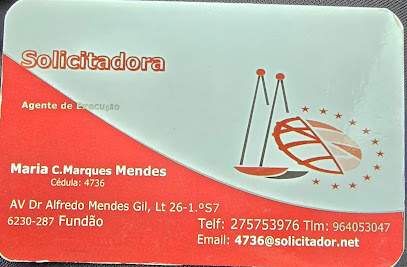 Solicitadora
Agente de Execução
Maria C.Marques Mendes
Cédula: 4736
AV Dr Alfredo Mendes Gil, Lt 26-1.ºS7
6230-287 Fundão
Telf: 275753976 Tlm: 964053047
Email: 4736@solicitador.net